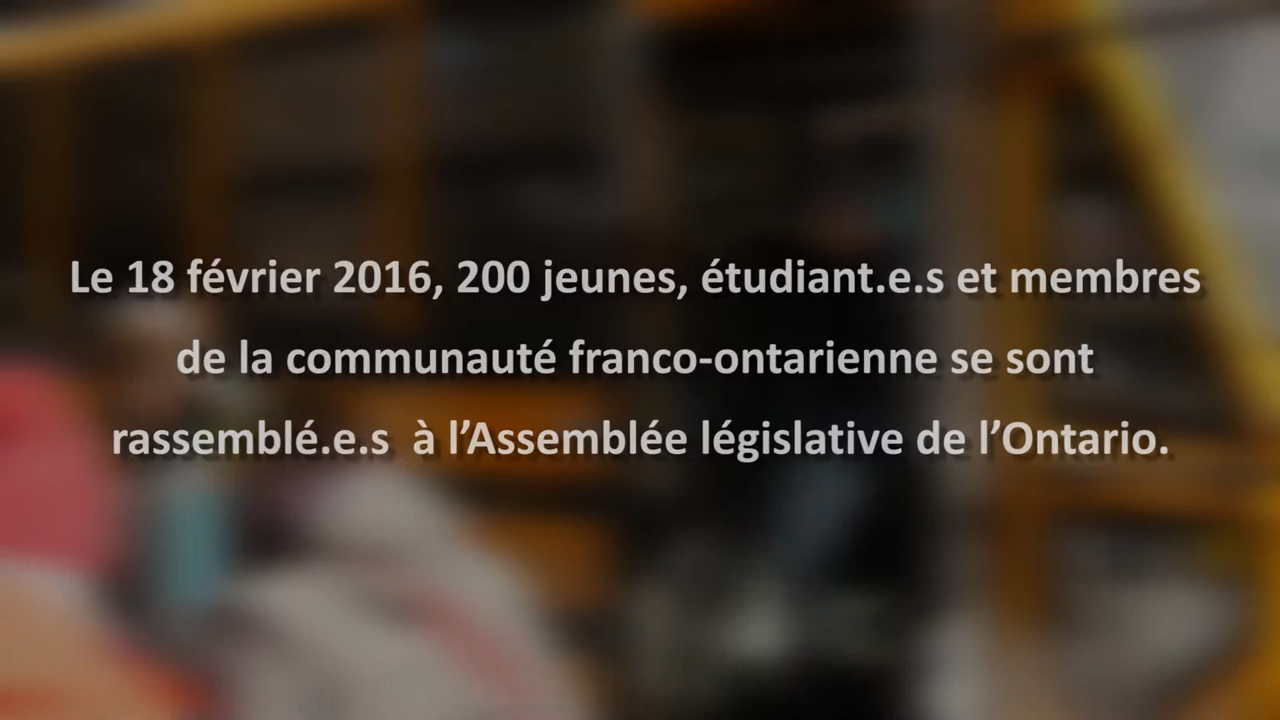 Le 18 février 2016, 200 jeunes, étudiant.e.s et membres
de la communauté franco-ontarienne se sont
rassemblé.e.s  à l’Assemblée législative de l’Ontario.